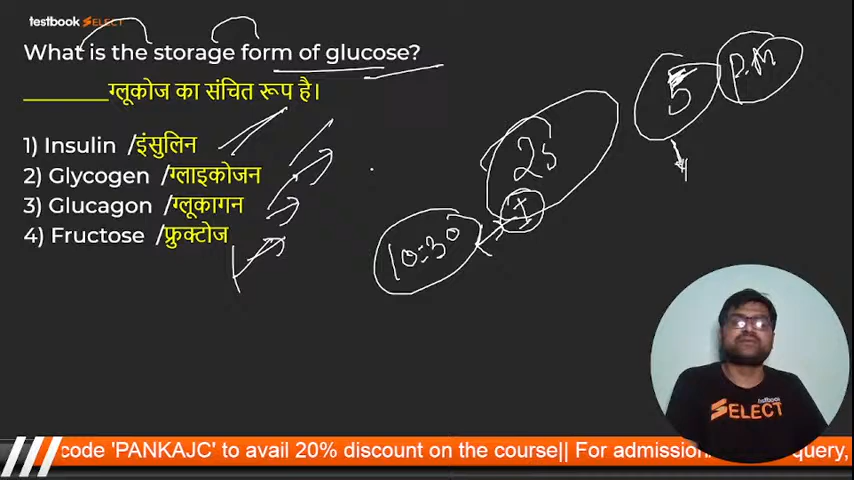 testbook SELECT
What is the storage form of glucose?
________ग्लूकोज का संचित रूप है।
1) Insulin /इंसुलिन
2) Glycogen /ग्लाइकोजन
3) Glucagon /ग्लूकागन
4) Fructose /फ्रुक्टोज
5 P.M
10:30
testbook
SELECT
code 'PANKAJC' to avail 20% discount on the course|| For admission query,